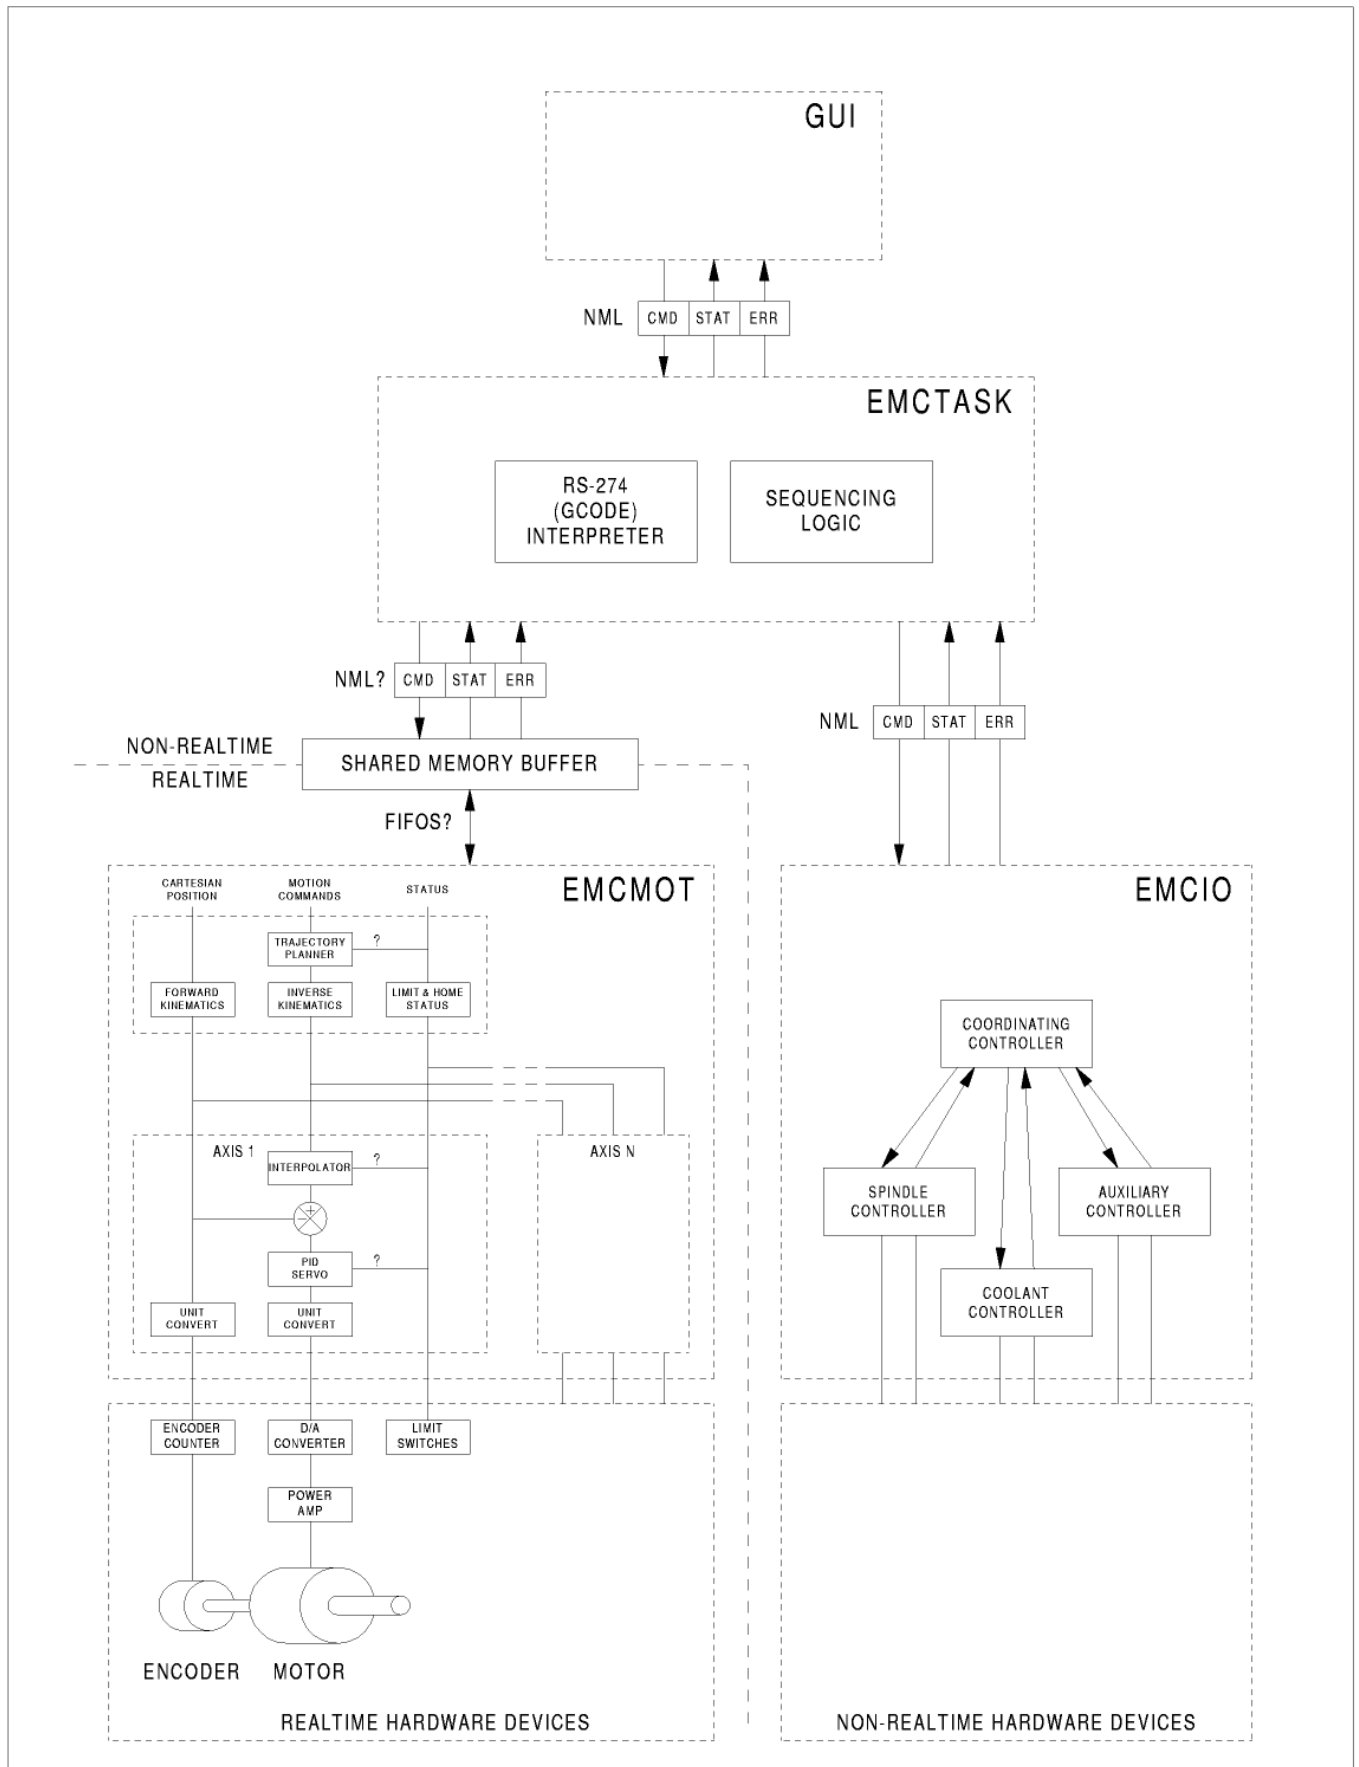 GUI
NML
CMD
STAT
ERR
EMCTASK
RS-274
(GCODE)
INTERPRETER
SEQUENCING
LOGIC
NML?
CMD
STAT
ERR
NML
CMD
STAT
ERR
NON-REALTIME
REALTIME
SHARED MEMORY BUFFER
FIFOS?
EMCMOT
CARTESIAN
POSITION
MOTION
COMMANDS
STATUS
TRAJECTORY
PLANNER
?
FORWARD
KINEMATICS
INVERSE
KINEMATICS
LIMIT & HOME
STATUS
AXIS 1
INTERPOLATOR
?
+
-
PID
SERVO
?
UNIT
CONVERT
UNIT
CONVERT
AXIS N
EMCIO
COORDINATING
CONTROLLER
SPINDLE
CONTROLLER
AUXILIARY
CONTROLLER
COOLANT
CONTROLLER
ENCODER
COUNTER
D/A
CONVERTER
LIMIT
SWITCHES
POWER
AMP
ENCODER
MOTOR
REALTIME HARDWARE DEVICES
NON-REALTIME HARDWARE DEVICES